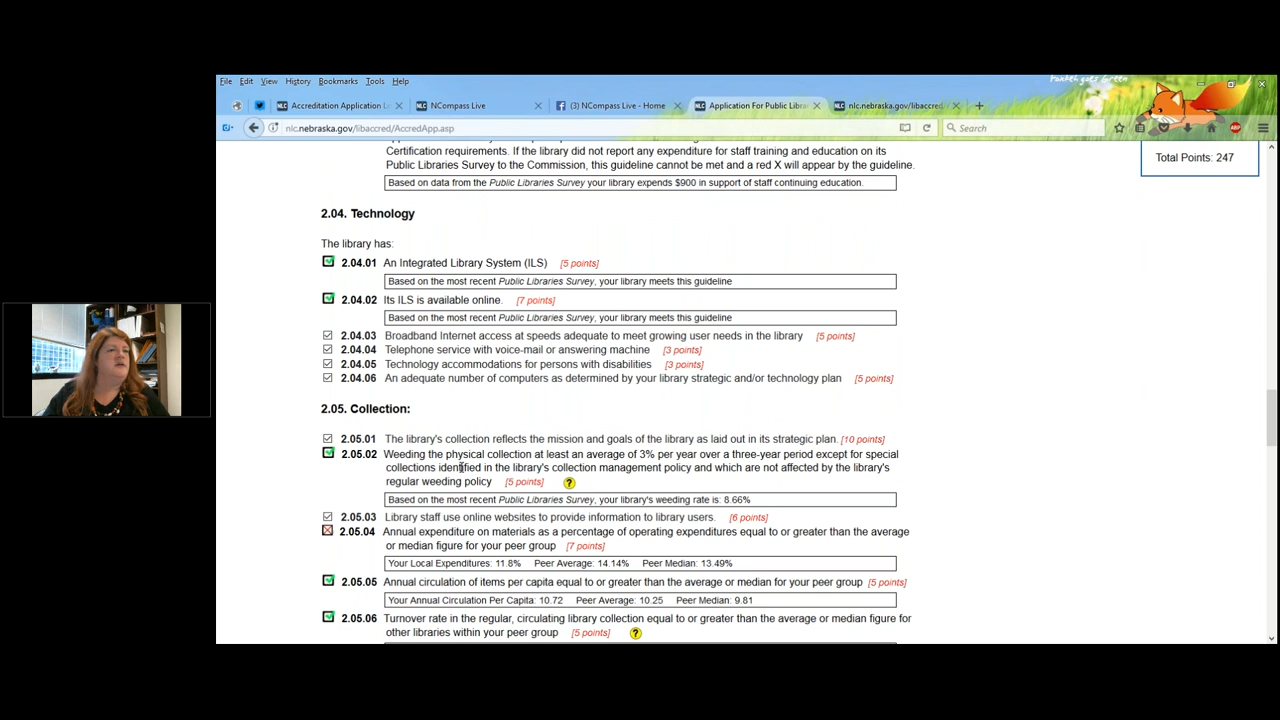 Foxkeh goes Green
File Edit View History Bookmarks Tools Help
NLC Accreditation Application L
NLC NCompass Live
(3) NCompass Live - Home
NLC Application For Public Libra
NLC nlc.nebraska.gov/libaccred/
nlc.nebraska.gov/libaccred/AccredApp.asp
Search
ABP
Certification requirements. If the library did not report any expenditure for staff training and education on its
Public Libraries Survey to the Commission, this guideline cannot be met and a red X will appear by the guideline.
Total Points: 247
Based on data from the Public Libraries Survey your library expends $900 in support of staff continuing education.
2.04. Technology
The library has:
2.04.01 An Integrated Library System (ILS) [5 points]
Based on the most recent Public Libraries Survey, your library meets this guideline
2.04.02 Its ILS is available online. [7 points]
Based on the most recent Public Libraries Survey, your library meets this guideline
2.04.03 Broadband Internet access at speeds adequate to meet growing user needs in the library [5 points]
2.04.04 Telephone service with voice-mail or answering machine [3 points]
2.04.05 Technology accommodations for persons with disabilities [3 points]
2.04.06 An adequate number of computers as determined by your library strategic and/or technology plan [5 points]
2.05. Collection:
2.05.01 The library's collection reflects the mission and goals of the library as laid out in its strategic plan. [10 points]
2.05.02 Weeding the physical collection at least an average of 3% per year over a three-year period except for special
collections identified in the library's collection management policy and which are not affected by the library's
regular weeding policy [5 points] ?
Based on the most recent Public Libraries Survey, your library's weeding rate is: 8.66%
2.05.03 Library staff use online websites to provide information to library users. [6 points]
2.05.04 Annual expenditure on materials as a percentage of operating expenditures equal to or greater than the average
or median figure for your peer group [7 points]
Your Local Expenditures: 11.8% Peer Average: 14.14% Peer Median: 13.49%
2.05.05 Annual circulation of items per capita equal to or greater than the average or median for your peer group [5 points]
Your Annual Circulation Per Capita: 10.72 Peer Average: 10.25 Peer Median: 9.81
2.05.06 Turnover rate in the regular, circulating library collection equal to or greater than the average or median figure for
other libraries within your peer group [5 points] ?